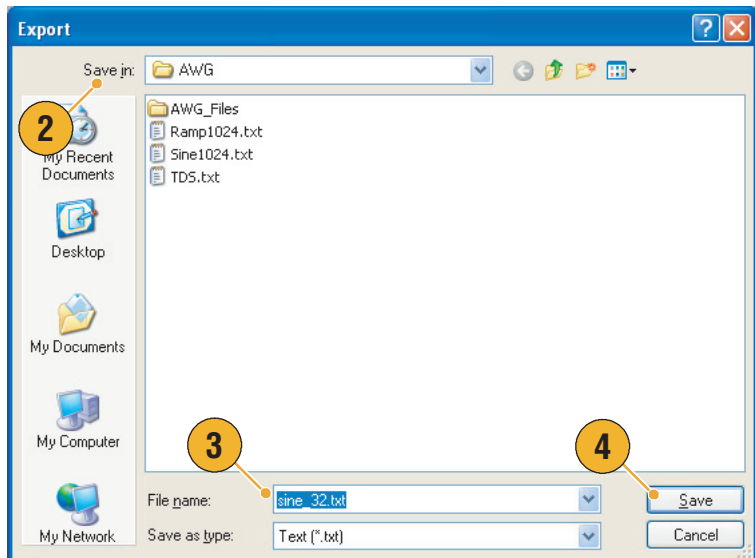 Export
Save in:
AWG
2
My Recent
Documents
Desktop
My Documents
My Computer
My Network
AWG_Files
Ramp1024.txt
Sine1024.txt
TDS.txt
3
4
File name:
sine_32.txt
Save
Save as type:
Text (*.txt)
Cancel